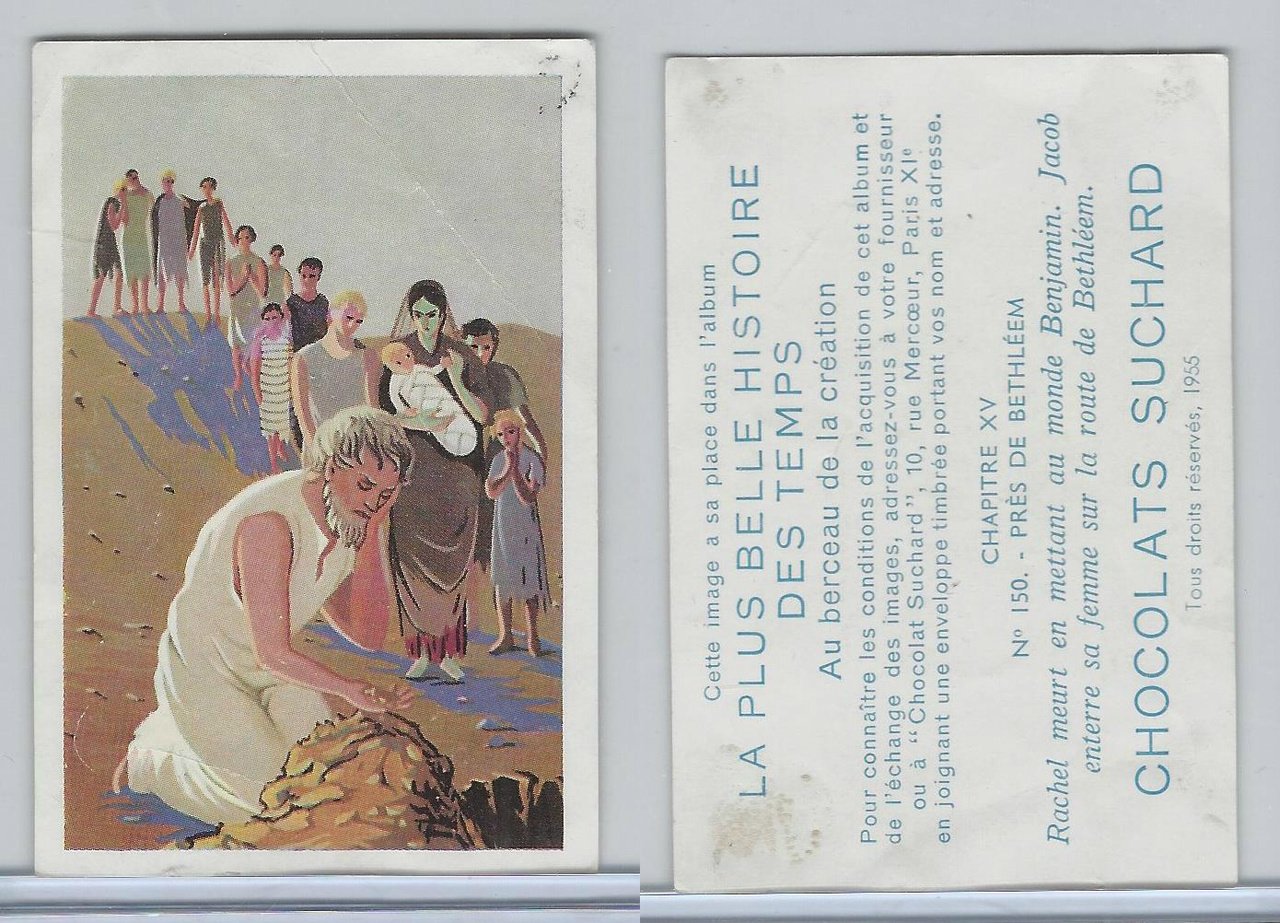 Cette image a sa place dans l'album
LA PLUS BELLE HISTOIRE
DES TEMPS
Au berceau de la création
Pour connaître les conditions de l'acquisition de cet album et
de l'échange des images, adressez-vous à votre fournisseur
ou à “Chocolat Suchard”, 10, rue Mercœur, Paris XIᵉ
en joignant une enveloppe timbrée portant vos nom et adresse.
CHAPITRE XV
Nº 150. - PRÈS DE BETHLÉEM
Rachel meurt en mettant au monde Benjamin. Jacob
enterre sa femme sur la route de Bethléem.
CHOCOLATS SUCHARD
Tous droits réservés, 1955